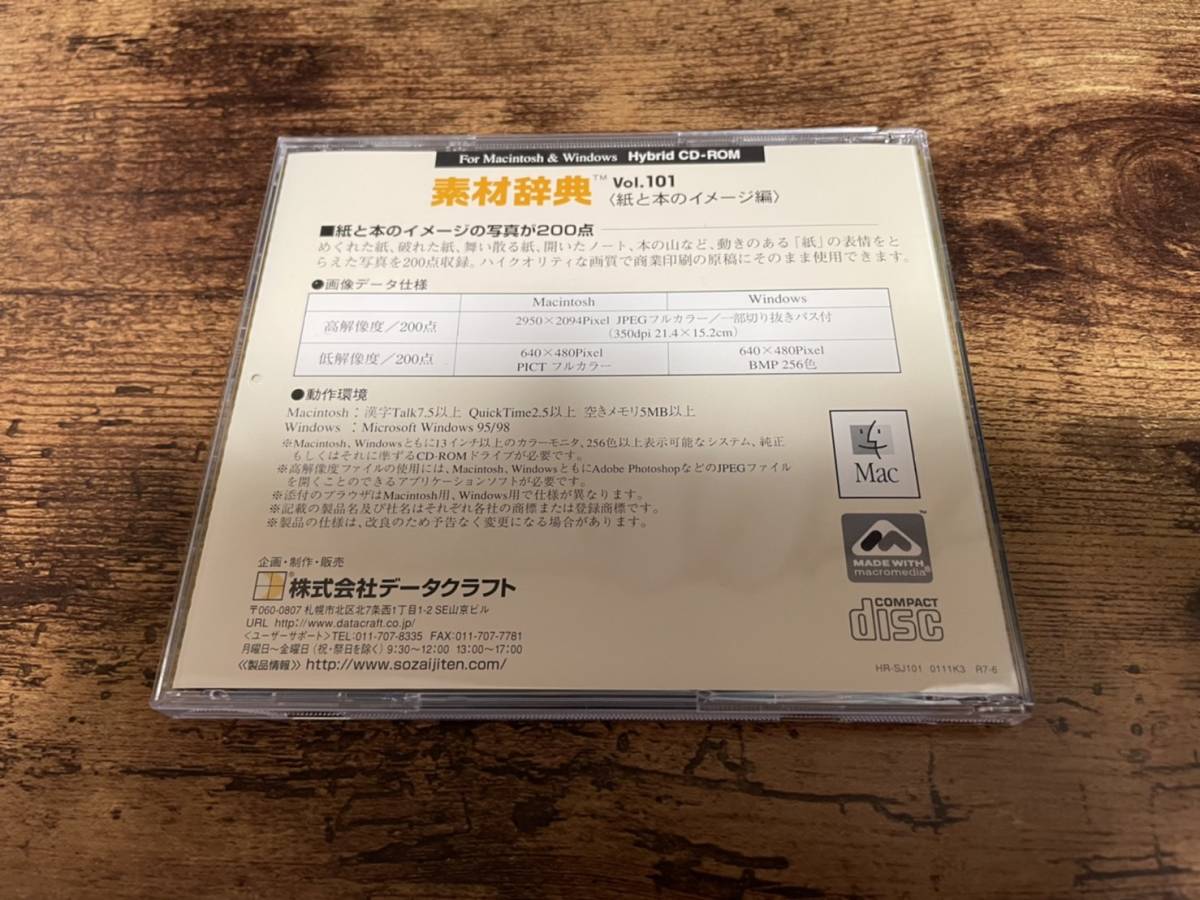 For Macintosh & Windows Hybrid CD-ROM
素材辞典™ Vol.101
〈紙と本のイメージ編〉
■紙と本のイメージの写真が200点
めくれた紙、破れた紙、舞い散る紙、開いたノート、本の山など、動きのある「紙」の表情をと
らえた写真を200点収録。ハイクオリティな画質で商業印刷の原稿にそのまま使用できます。
●画像データ仕様
Macintosh Windows
高解像度／200点 2950×2094Pixel JPEGフルカラー／一部切り抜きパス付
（350dpi 21.4×15.2cm）
低解像度／200点 640×480Pixel 640×480Pixel
PICT フルカラー BMP 256色
●動作環境
Macintosh：漢字Talk7.5以上 QuickTime2.5以上 空きメモリ5MB以上
Windows ：Microsoft Windows 95/98
※Macintosh、Windowsともに13インチ以上のカラーモニタ、256色以上表示可能なシステム、純正
もしくはそれに準ずるCD-ROMドライブが必要です。
※高解像度ファイルの使用には、Macintosh、WindowsともにAdobe PhotoshopなどのJPEGファイル
を開くことのできるアプリケーションソフトが必要です。
※添付のブラウザはMacintosh用、Windows用で仕様が異なります。
※記載の製品名及び社名はそれぞれ各社の商標または登録商標です。
※製品の仕様は、改良のため予告なく変更になる場合があります。
Mac
MADE WITH
macromedia®
COMPACT
disc
企画・制作・販売
®株式会社データクラフト
〒060-0807 札幌市北区北7条西1丁目1-2 SE山京ビル
URL http://www.datacraft.co.jp/
〈ユーザーサポート〉TEL：011-707-8335 FAX：011-707-7781
月曜日～金曜日（祝・祭日を除く）9：30～12：00 13：00～17：00
《製品情報》http://www.sozaijiten.com/
HR-SJ101 0111K3 R7-6